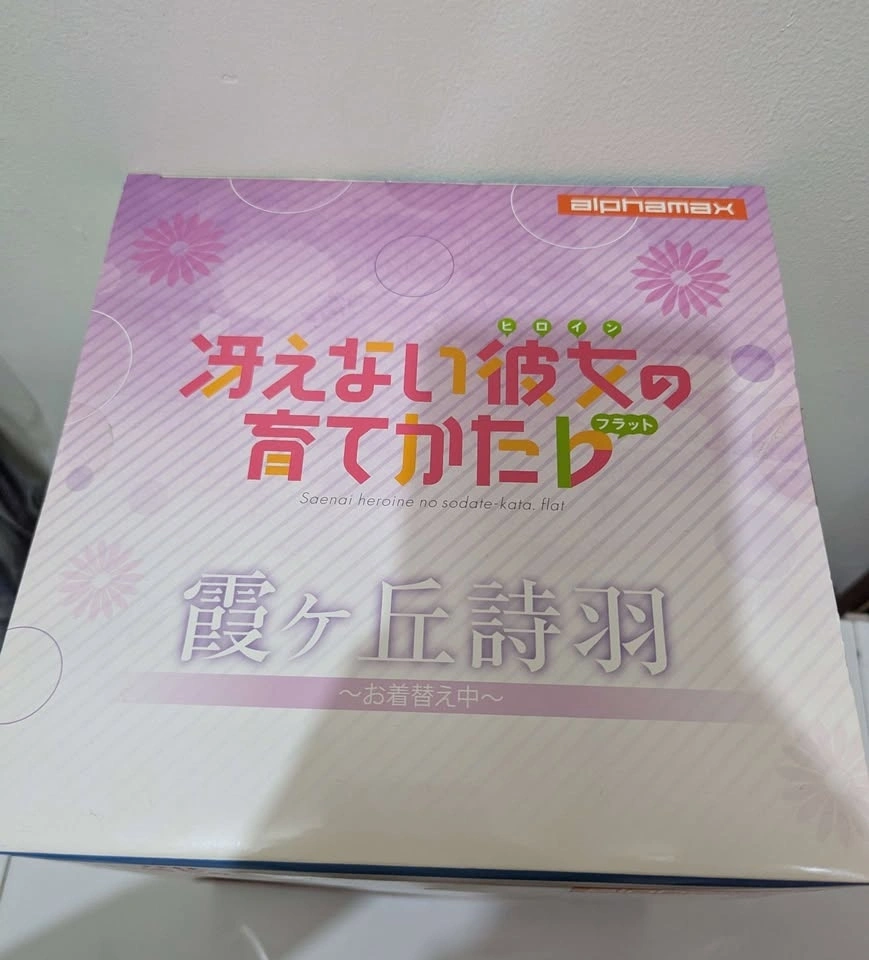 alphamax
ヒロイン
冴えない彼女の
育てかた♭
フラット
Saenai heroine no sodate-kata. flat
霞ヶ丘詩羽
～お着替え中～
alphamax